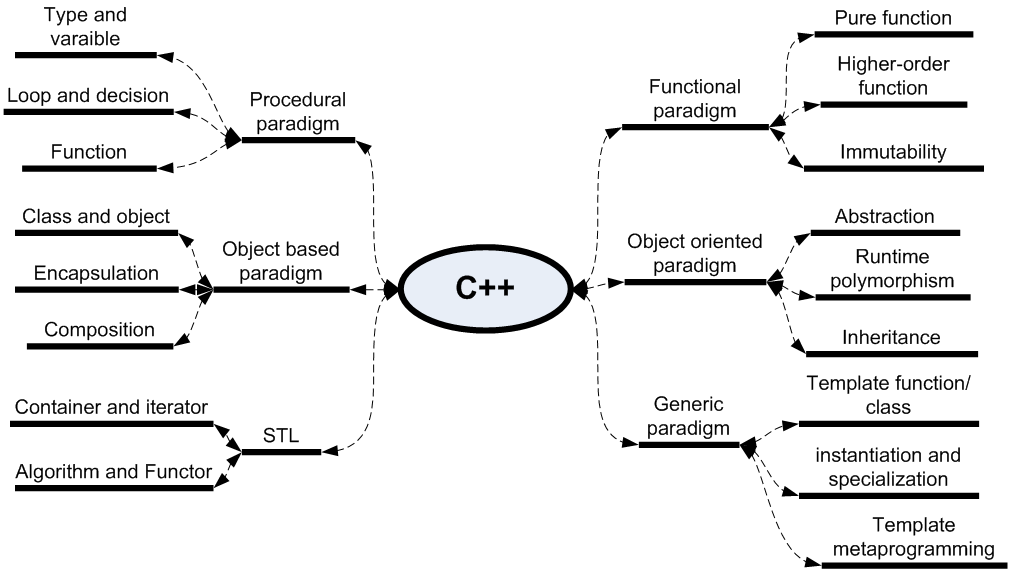 Type and
varaible
Loop and decision
Function
Procedural
paradigm
Class and object
Encapsulation
Composition
Object based
paradigm
Container and iterator
Algorithm and Functor
STL
C++
Functional
paradigm
Pure function
Higher-order
function
Immutability
Object oriented
paradigm
Abstraction
Runtime
polymorphism
Inheritance
Generic
paradigm
Template function/
class
instantiation and
specialization
Template
metaprogramming